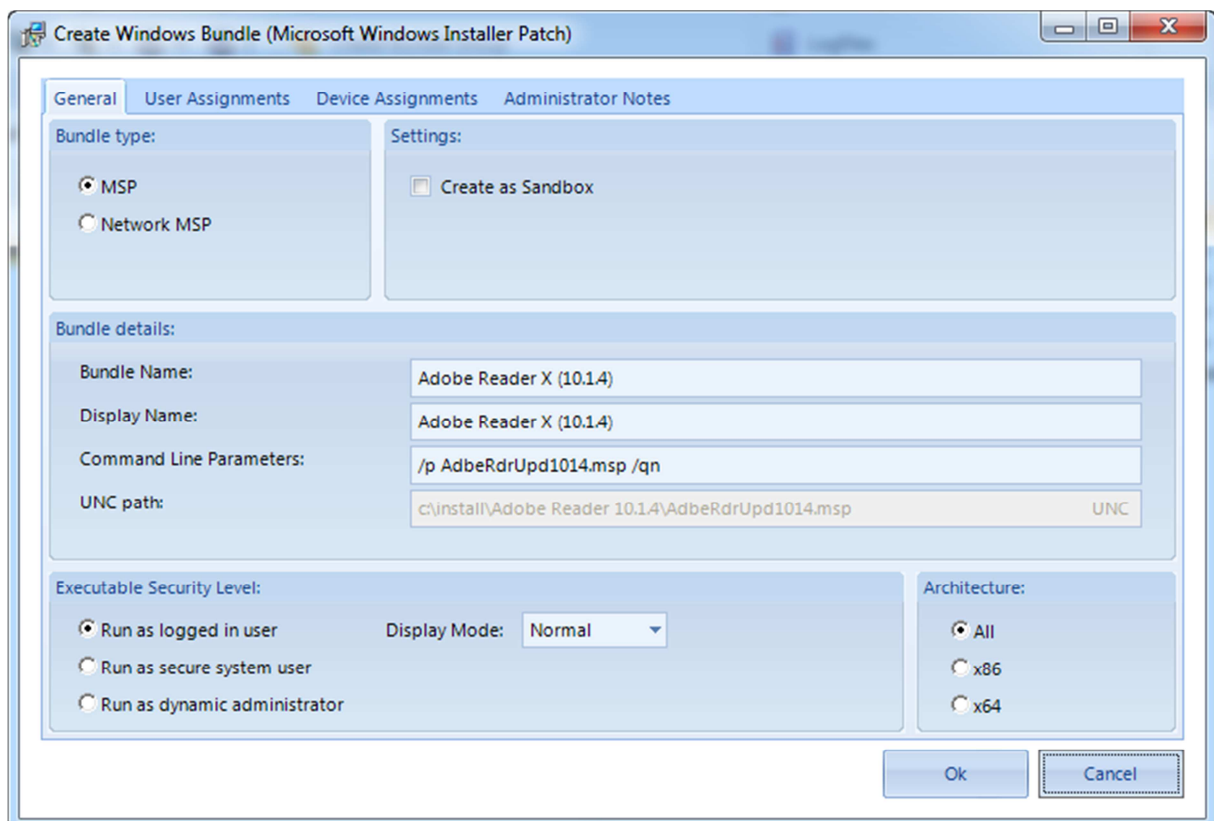 Create Windows Bundle (Microsoft Windows Installer Patch)
General User Assignments Device Assignments Administrator Notes
Bundle type:
MSP
Network MSP
Settings:
Create as Sandbox
Bundle details:
Bundle Name: Adobe Reader X (10.1.4)
Display Name: Adobe Reader X (10.1.4)
Command Line Parameters: /p AdbeRdrUpd1014.msp /qn
UNC path: c:\install\Adobe Reader 10.1.4\AdbeRdrUpd1014.msp UNC
Executable Security Level:
Run as logged in user Display Mode: Normal
Run as secure system user
Run as dynamic administrator
Architecture:
All
x86
x64
Ok Cancel